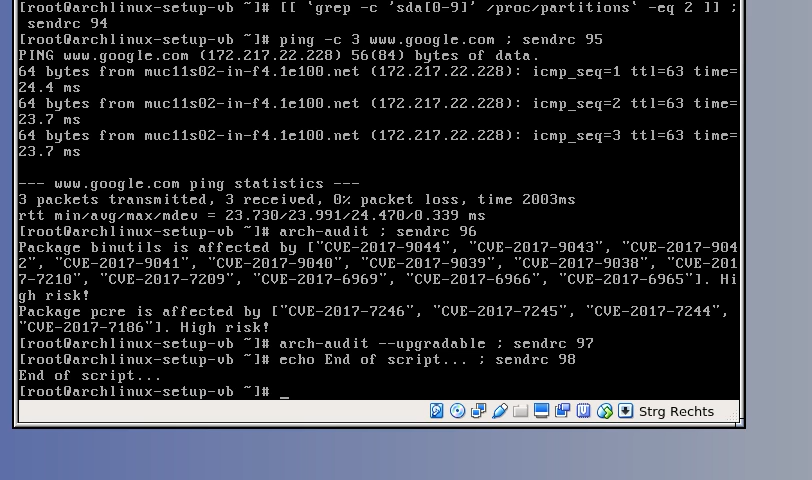 [root@archlinux-setup-vb ~]# [[ `grep -c 'sda[0-9]' /proc/partitions` -eq 2 ]] ;
 sendrc 94
[root@archlinux-setup-vb ~]# ping -c 3 www.google.com ; sendrc 95
PING www.google.com (172.217.22.228) 56(84) bytes of data.
64 bytes from muc11s02-in-f4.1e100.net (172.217.22.228): icmp_seq=1 ttl=63 time=
24.4 ms
64 bytes from muc11s02-in-f4.1e100.net (172.217.22.228): icmp_seq=2 ttl=63 time=
23.7 ms
64 bytes from muc11s02-in-f4.1e100.net (172.217.22.228): icmp_seq=3 ttl=63 time=
23.7 ms

--- www.google.com ping statistics ---
3 packets transmitted, 3 received, 0% packet loss, time 2003ms
rtt min/avg/max/mdev = 23.730/23.991/24.470/0.339 ms
[root@archlinux-setup-vb ~]# arch-audit ; sendrc 96
Package binutils is affected by ["CVE-2017-9044", "CVE-2017-9043", "CVE-2017-904
2", "CVE-2017-9041", "CVE-2017-9040", "CVE-2017-9039", "CVE-2017-9038", "CVE-201
7-7210", "CVE-2017-7209", "CVE-2017-6969", "CVE-2017-6966", "CVE-2017-6965"]. Hi
gh risk!
Package pcre is affected by ["CVE-2017-7246", "CVE-2017-7245", "CVE-2017-7244",
"CVE-2017-7186"]. High risk!
[root@archlinux-setup-vb ~]# arch-audit --upgradable ; sendrc 97
[root@archlinux-setup-vb ~]# echo End of script... ; sendrc 98
End of script...
[root@archlinux-setup-vb ~]# _
Strg Rechts